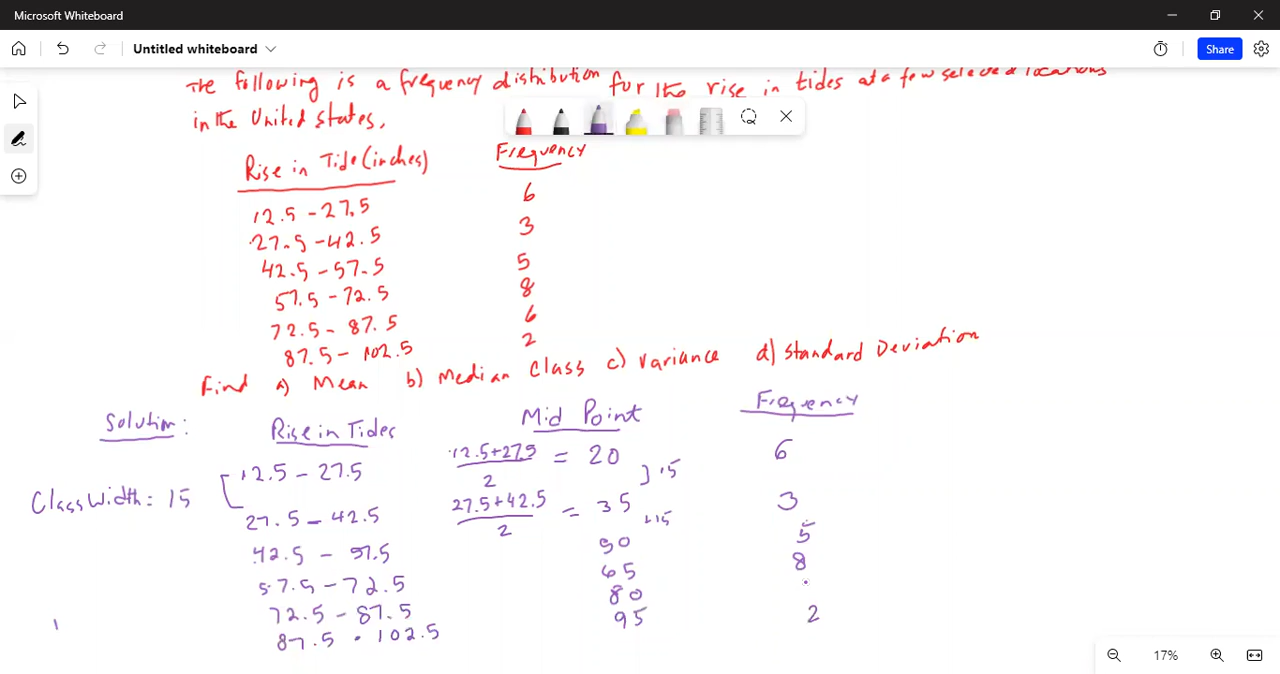 Microsoft Whiteboard
Untitled whiteboard
Share
The following is a frequency distribution for the rise in tides at a few selected locations
in the United States.
Rise in Tide (inches) Frequency
12.5 - 27.5 6
27.5 - 42.5 3
42.5 - 57.5 5
57.5 - 72.5 8
72.5 - 87.5 6
87.5 - 102.5 2
Find a) Mean b) Median Class c) Variance d) Standard Deviation
Solution: Rise in Tides Mid Point Frequency
12.5 - 27.5 12.5+27.5/2 = 20 6
+15
Class Width = 15
27.5 - 42.5 27.5+42.5/2 = 35 3
+15
42.5 - 57.5 50 5
57.5 - 72.5 65 8
72.5 - 87.5 80
87.5 - 102.5 95 2
17%